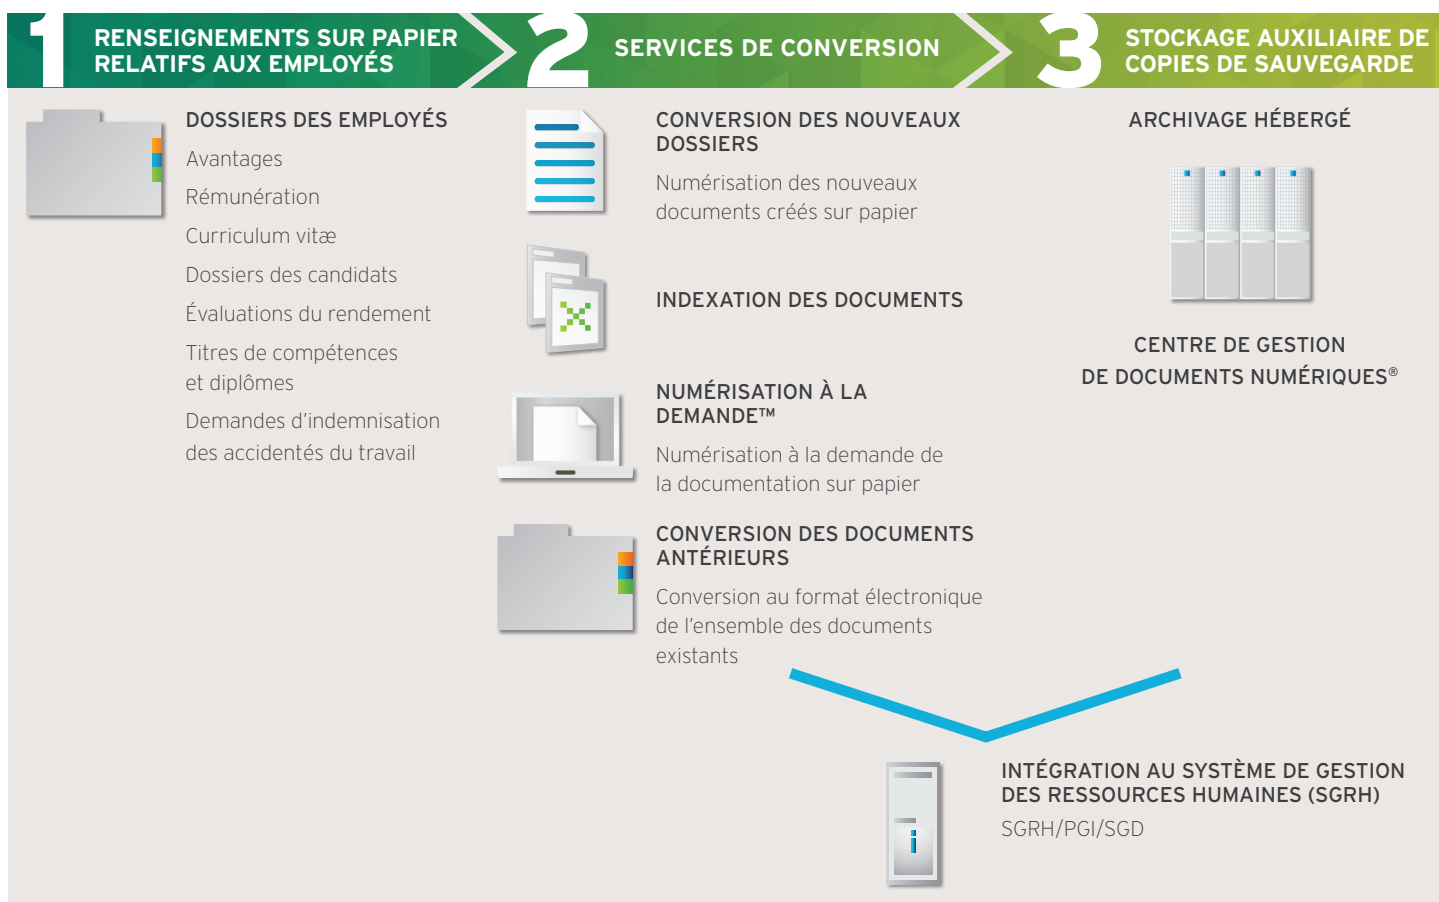 1
RENSEIGNEMENTS SUR PAPIER
RELATIFS AUX EMPLOYÉS
DOSSIERS DES EMPLOYÉS
Avantages
Rémunération
Curriculum vitæ
Dossiers des candidats
Évaluations du rendement
Titres de compétences
et diplômes
Demandes d’indemnisation
des accidentés du travail
2
SERVICES DE CONVERSION
CONVERSION DES NOUVEAUX
DOSSIERS
Numérisation des nouveaux
documents créés sur papier
INDEXATION DES DOCUMENTS
NUMÉRISATION À LA
DEMANDE™
Numérisation à la demande de
la documentation sur papier
CONVERSION DES DOCUMENTS
ANTÉRIEURS
Conversion au format électronique
de l’ensemble des documents
existants
3
STOCKAGE AUXILIAIRE DE
COPIES DE SAUVEGARDE
ARCHIVAGE HÉBERGÉ
CENTRE DE GESTION
DE DOCUMENTS NUMÉRIQUES®
i
INTÉGRATION AU SYSTÈME DE GESTION
DES RESSOURCES HUMAINES (SGRH)
SGRH/PGI/SGD